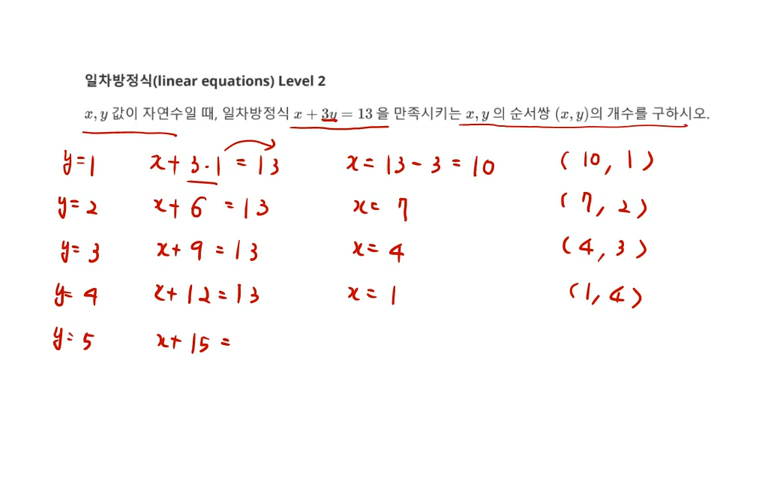 일차방정식(linear equations) Level 2
x, y 값이 자연수일 때, 일차방정식 x + 3y = 13 을 만족시키는 x, y 의 순서쌍 (x, y)의 개수를 구하시오.
y=1 x+3·1=13 x=13-3=10 (10, 1)
y=2 x+6=13 x=7 (7, 2)
y=3 x+9=13 x=4 (4, 3)
y=4 x+12=13 x=1 (1, 4)
y=5 x+15=